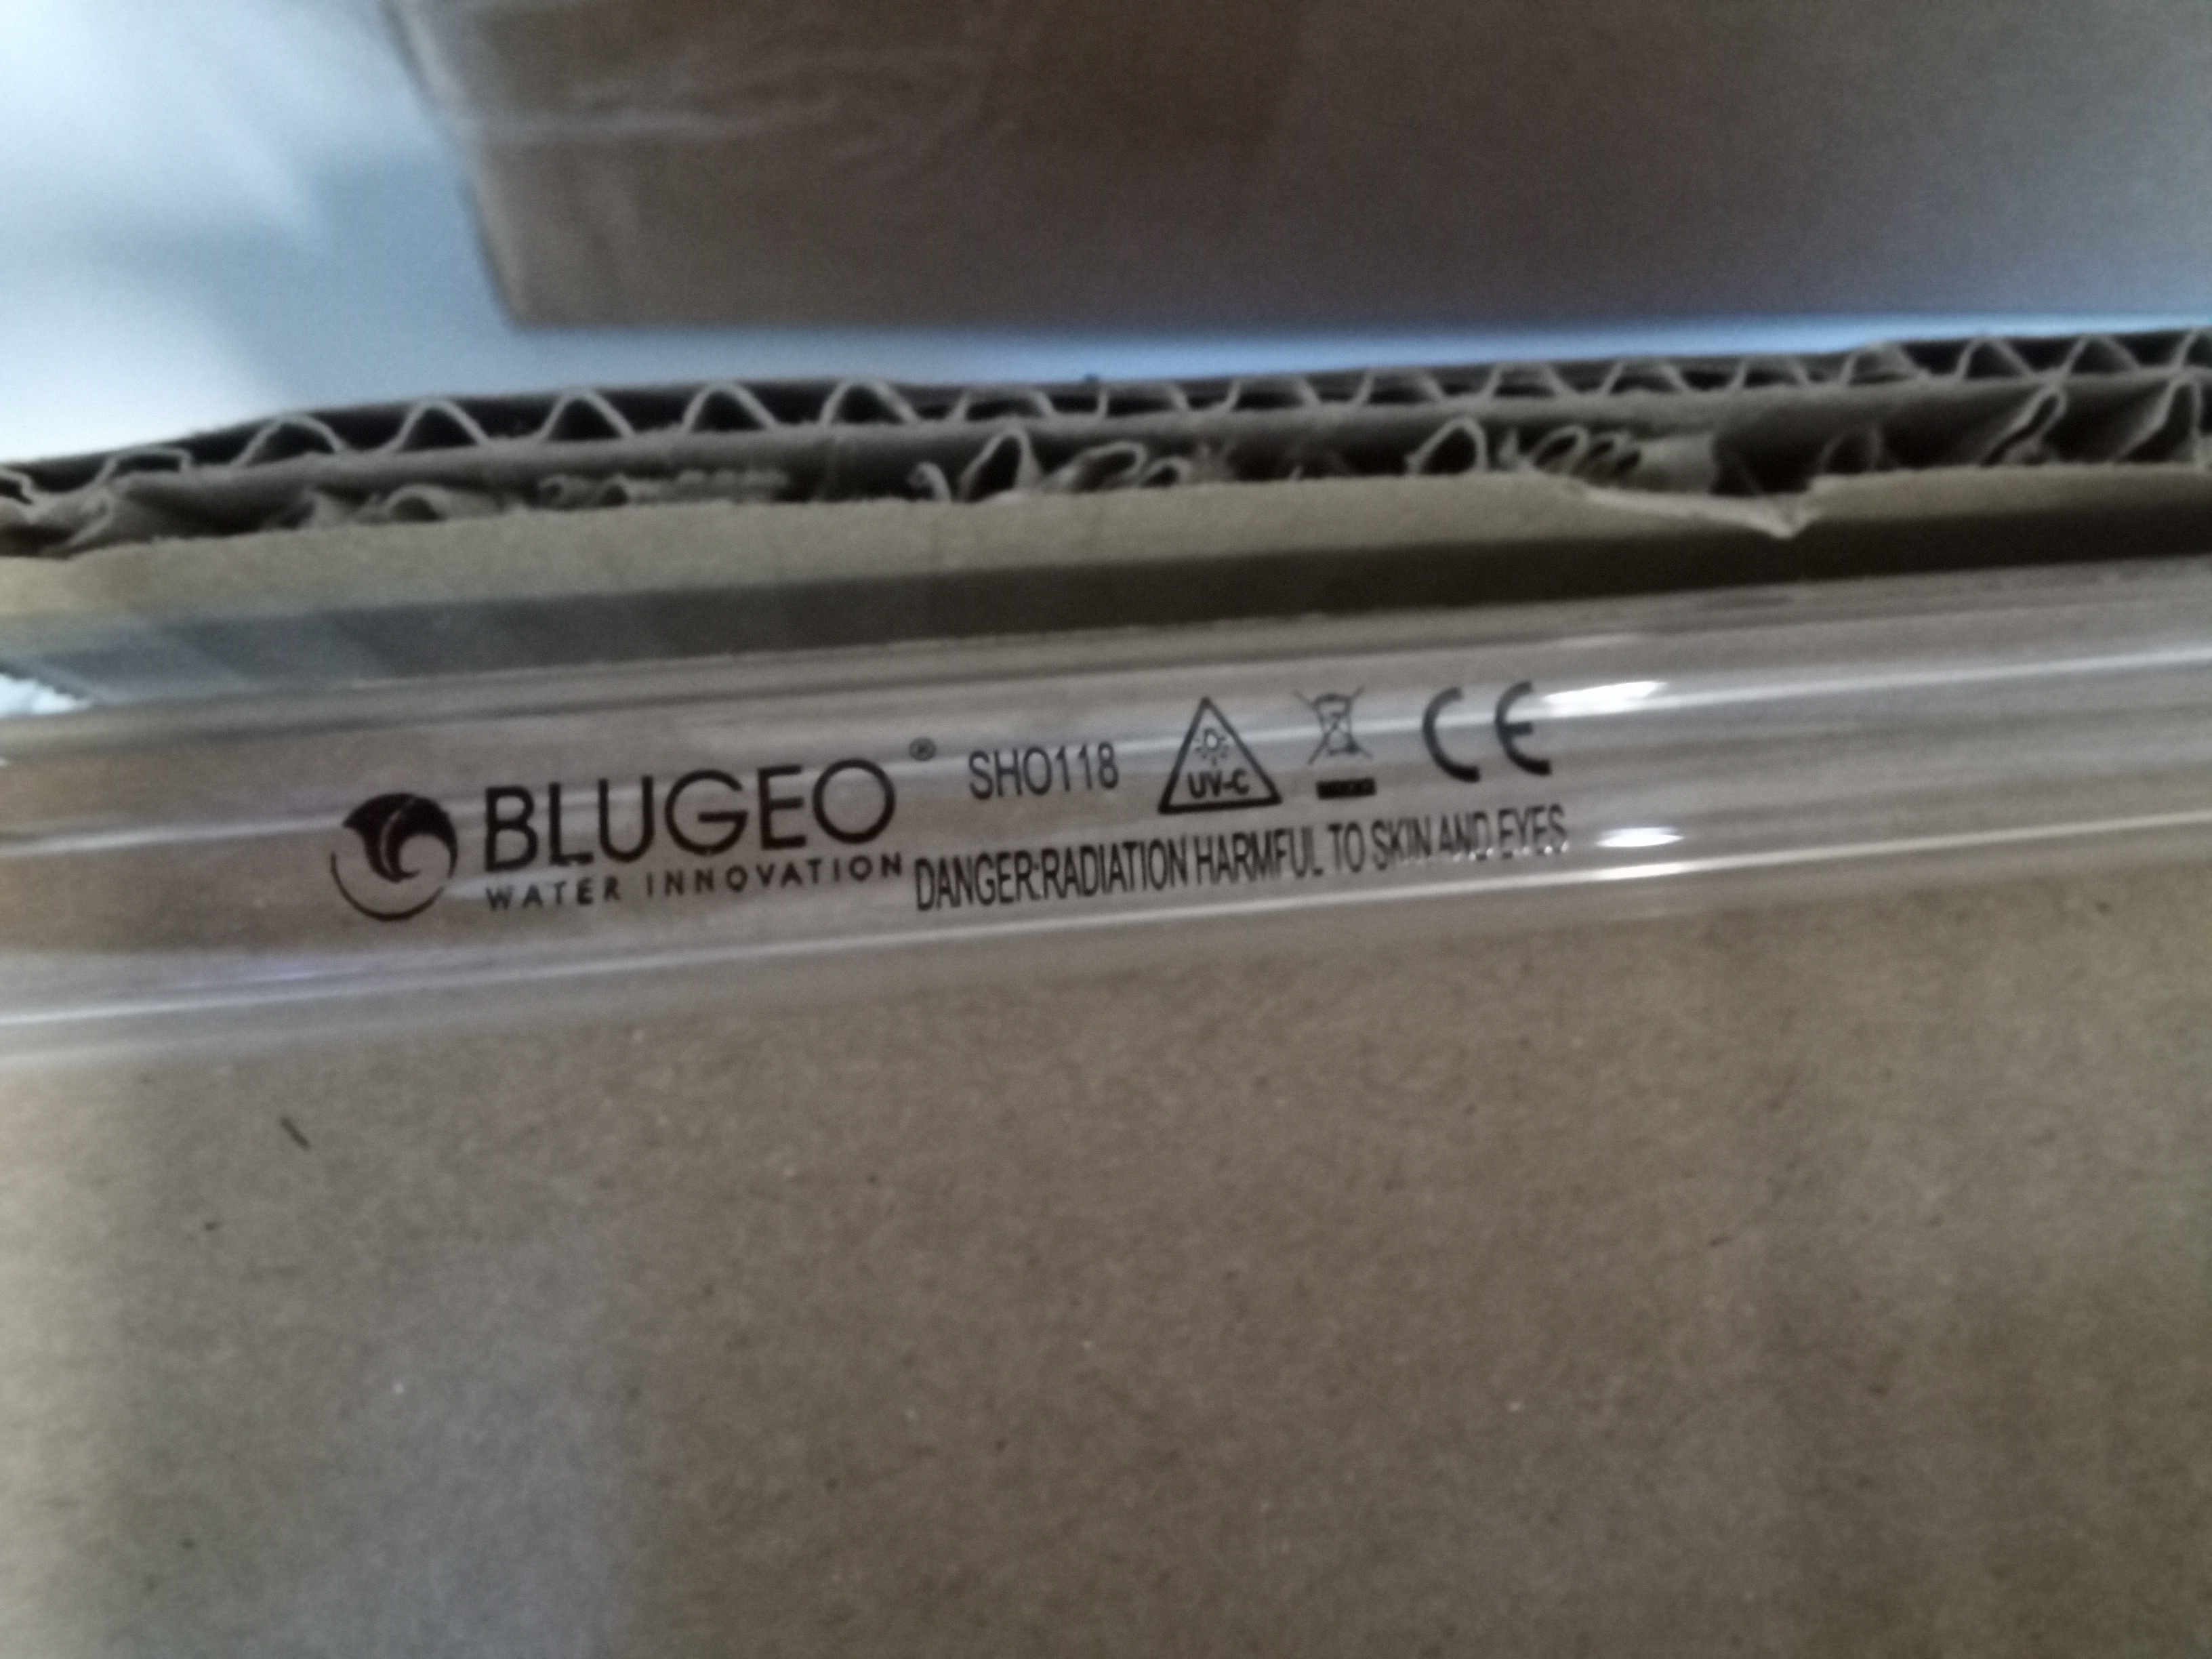 BLUGEO® SHO118 UV-C CE
WATER INNOVATION DANGER:RADIATION HARMFUL TO SKIN AND EYES